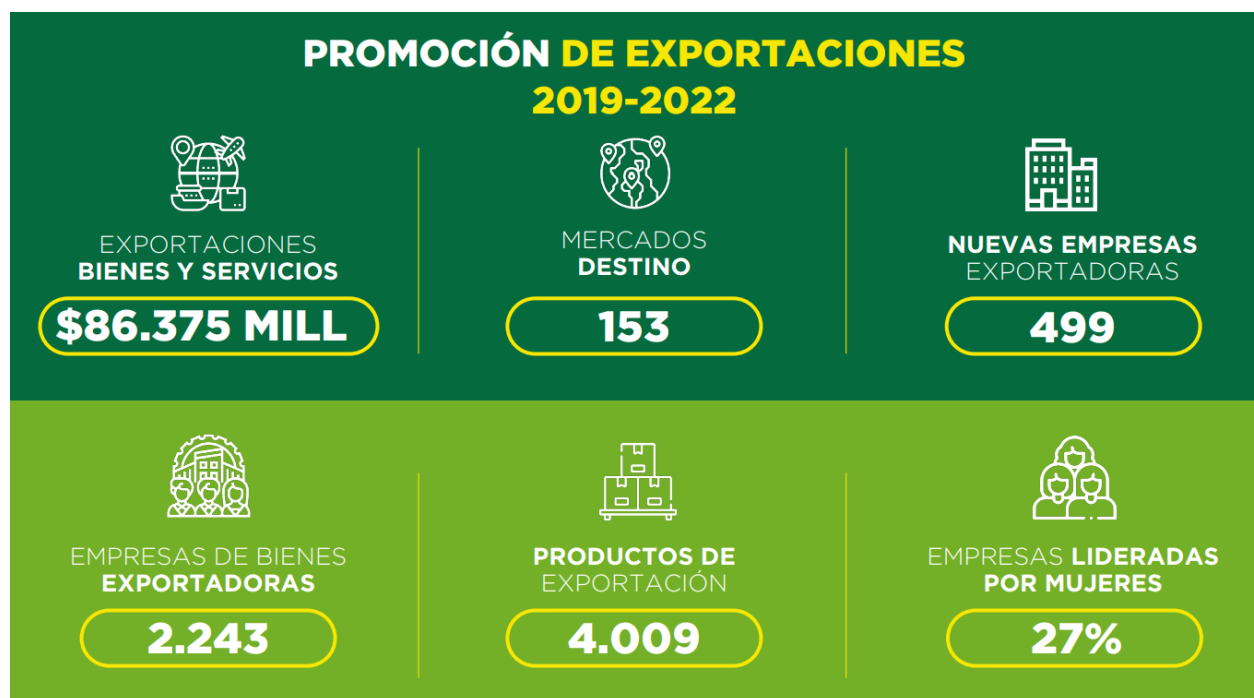 PROMOCIÓN DE EXPORTACIONES
2019-2022
EXPORTACIONES
BIENES Y SERVICIOS
$86.375 MILL
MERCADOS
DESTINO
153
NUEVAS EMPRESAS
EXPORTADORAS
499
EMPRESAS DE BIENES
EXPORTADORAS
2.243
PRODUCTOS DE
EXPORTACIÓN
4.009
EMPRESAS LIDERADAS
POR MUJERES
27%